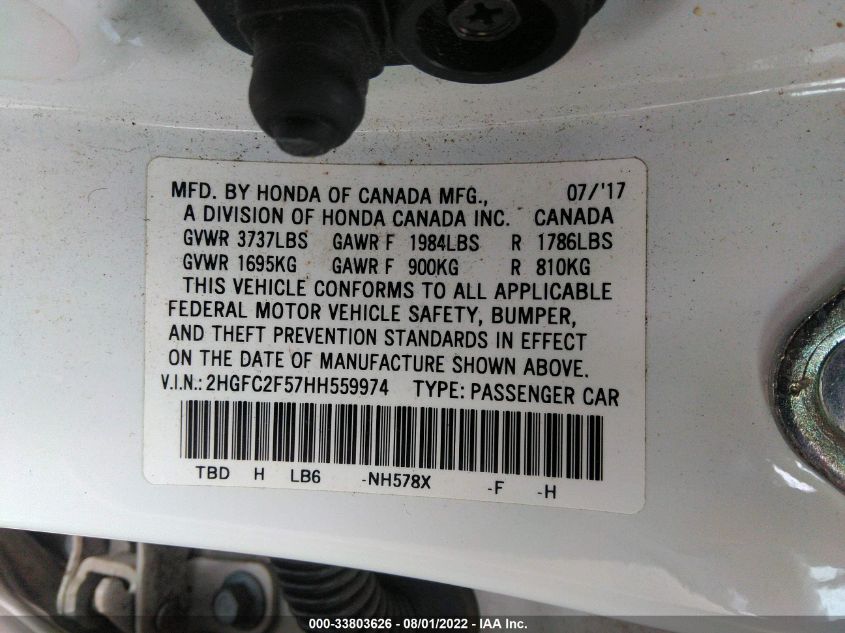 MFD. BY HONDA OF CANADA MFG., 07/'17
A DIVISION OF HONDA CANADA INC. CANADA
GVWR 3737LBS GAWR F 1984LBS R 1786LBS
GVWR 1695KG GAWR F 900KG R 810KG
THIS VEHICLE CONFORMS TO ALL APPLICABLE
FEDERAL MOTOR VEHICLE SAFETY, BUMPER,
AND THEFT PREVENTION STANDARDS IN EFFECT
ON THE DATE OF MANUFACTURE SHOWN ABOVE.
V.I.N.: 2HGFC2F57HH559974 TYPE: PASSENGER CAR
TBD H LB6 -NH578X -F -H
000-33803626 - 08/01/2022 - IAA Inc.